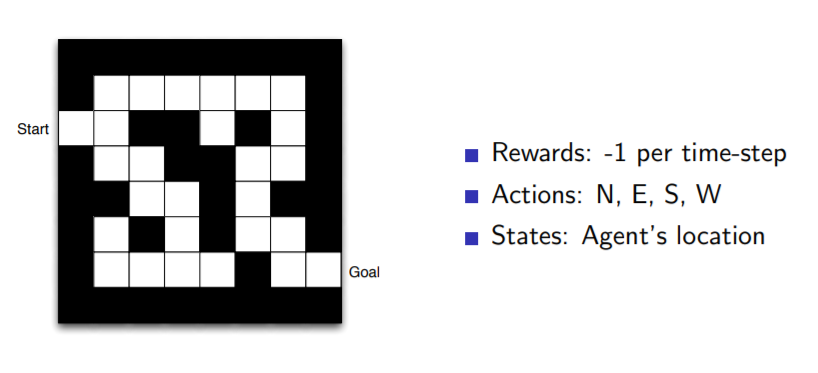 Start
Goal
Rewards: -1 per time-step
Actions: N, E, S, W
States: Agent's location